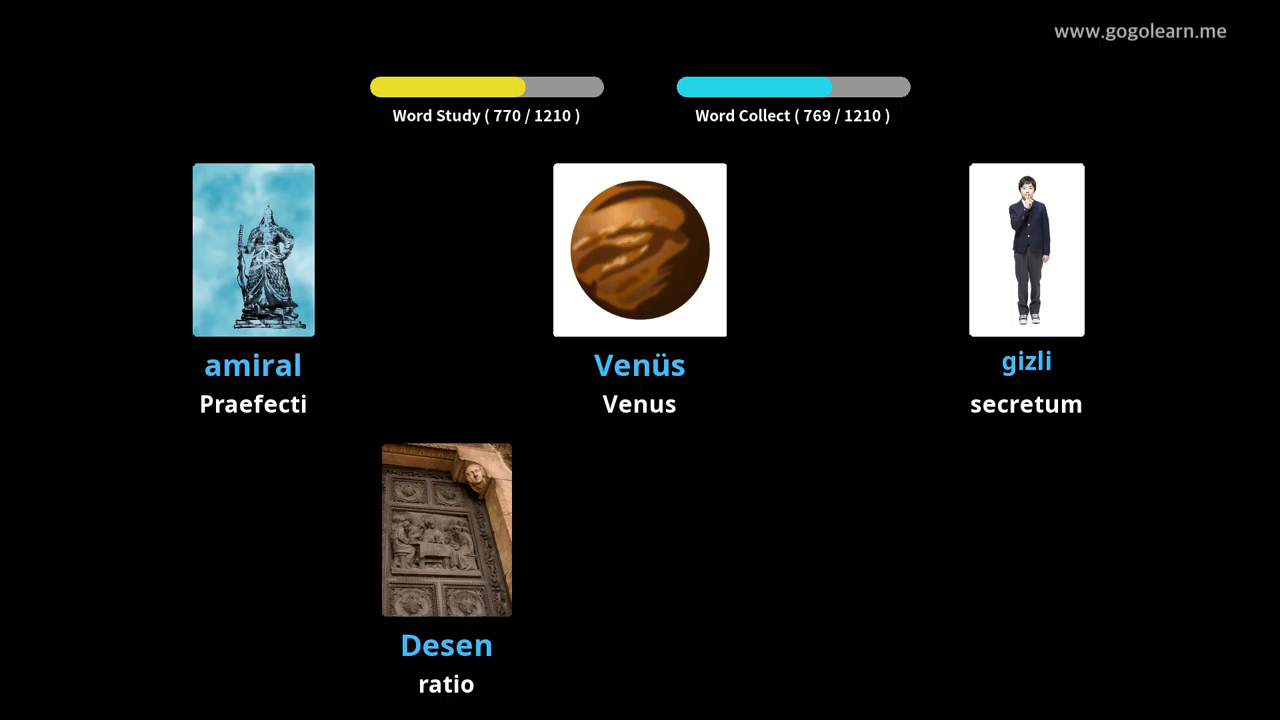 www.gogolearn.me
Word Study ( 770 / 1210 )
Word Collect ( 769 / 1210 )
amiral
Praefecti
Venüs
Venus
gizli
secretum
Desen
ratio